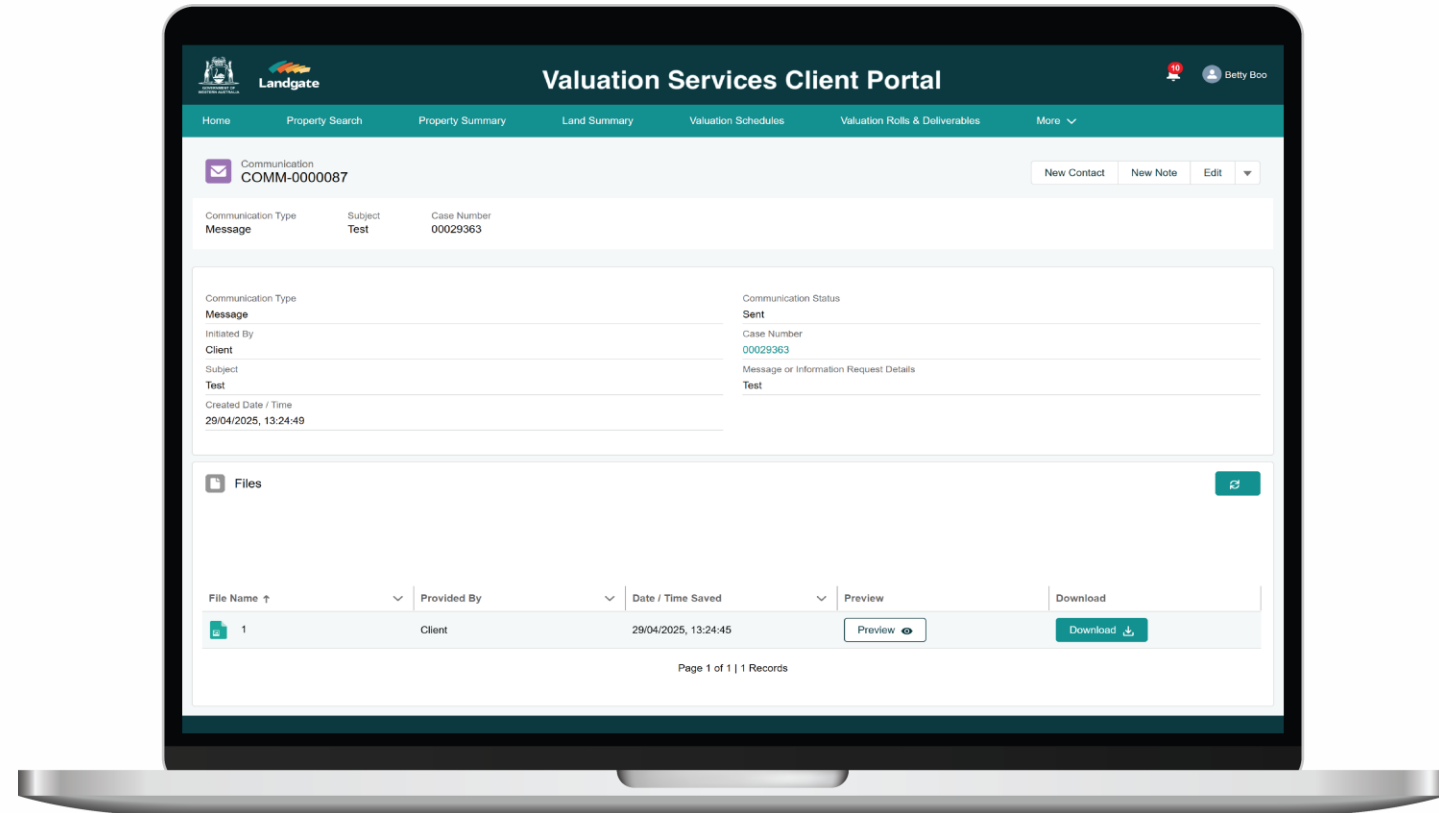 GOVERNMENT OF
WESTERN AUSTRALIA
Landgate
Valuation Services Client Portal
10
Betty Boo
Home Property Search Property Summary Land Summary Valuation Schedules Valuation Rolls & Deliverables More
Communication
COMM-0000087
New Contact New Note Edit
Communication Type Subject Case Number
Message Test 00029363
Communication Type Communication Status
Message Sent
Initiated By Case Number
Client 00029363
Subject Message or Information Request Details
Test Test
Created Date / Time
29/04/2025, 13:24:49
Files
File Name Provided By Date / Time Saved Preview Download
1 Client 29/04/2025, 13:24:45 Preview Download
Page 1 of 1 | 1 Records